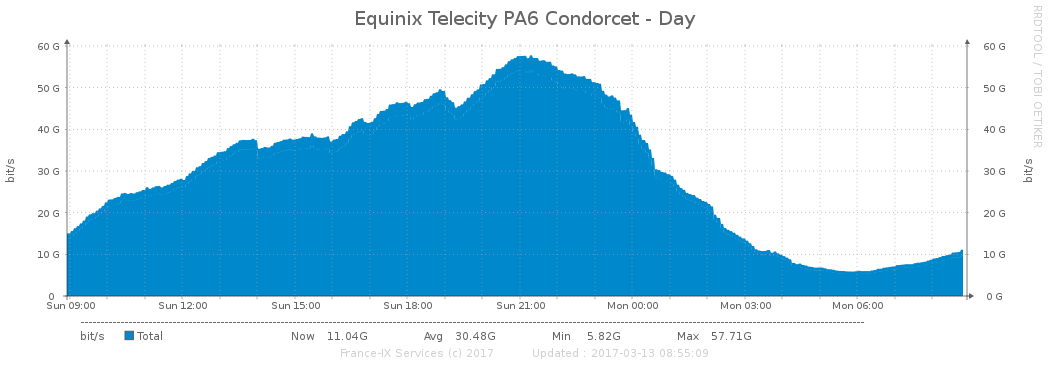 Equinix Telecity PA6 Condorcet - Day
RRDTOOL / TOBI OETIKER
60 G 60 G
50 G 50 G
40 G 40 G
30 G 30 G
20 G 20 G
10 G 10 G
0 0 G
bit/s bit/s
Sun 09:00 Sun 12:00 Sun 15:00 Sun 18:00 Sun 21:00 Mon 00:00 Mon 03:00 Mon 06:00
bit/s Total Now 11.04G Avg 30.48G Min 5.82G Max 57.71G
France-IX Services (c) 2017 Updated : 2017-03-13 08:55:09